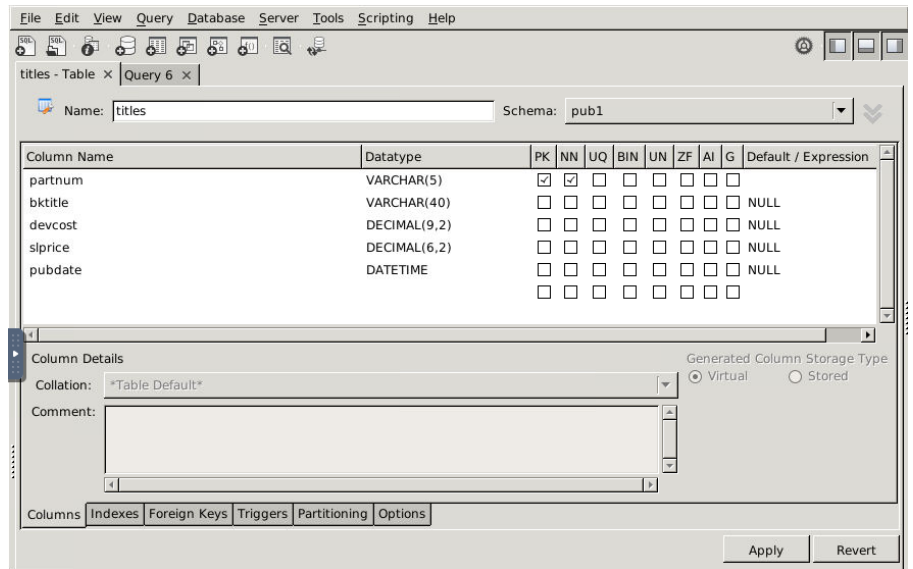 File Edit View Query Database Server Tools Scripting Help
SQL SQL
titles - Table × Query 6 ×
Name: titles Schema: pub1
Column Name Datatype PK NN UQ BIN UN ZF AI G Default / Expression
partnum VARCHAR(5)
bktitle VARCHAR(40) NULL
devcost DECIMAL(9,2) NULL
slprice DECIMAL(6,2) NULL
pubdate DATETIME NULL
Column Details Generated Column Storage Type
Collation: *Table Default* Virtual Stored
Comment:
Columns Indexes Foreign Keys Triggers Partitioning Options
Apply Revert